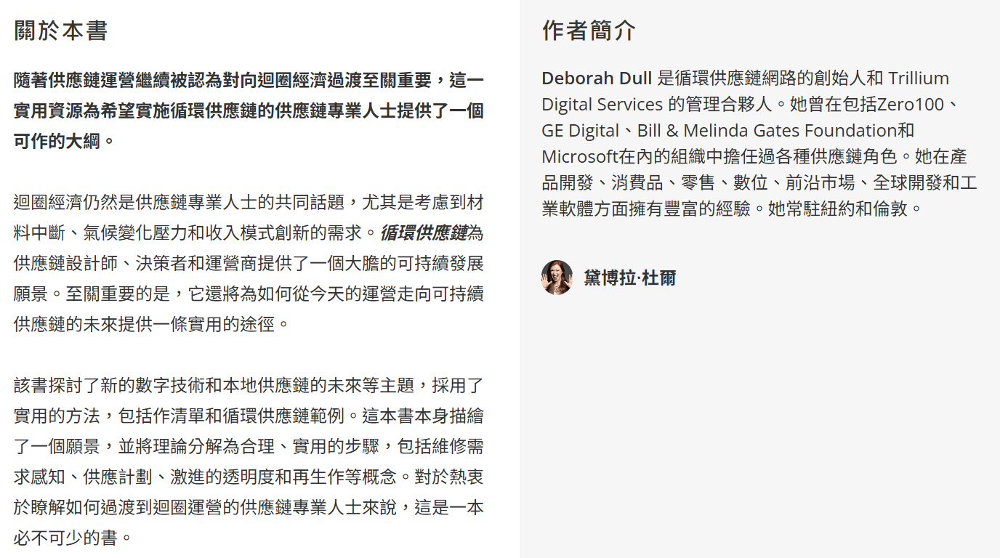 關於本書
隨著供應鏈運營繼續被認為對向迴圈經濟過渡至關重要，這一
實用資源為希望實施循環供應鏈的供應鏈專業人士提供了一個
可作的大綱。
迴圈經濟仍然是供應鏈專業人士的共同話題，尤其是考慮到材
料中斷、氣候變化壓力和收入模式創新的需求。循環供應鏈為
供應鏈設計師、決策者和運營商提供了一個大膽的可持續發展
願景。至關重要的是，它還將為如何從今天的運營走向可持續
供應鏈的未來提供一條實用的途徑。
該書探討了新的數字技術和本地供應鏈的未來等主題，採用了
實用的方法，包括作清單和循環供應鏈範例。這本書本身描繪
了一個願景，並將理論分解為合理、實用的步驟，包括維修需
求感知、供應計劃、激進的透明度和再生作等概念。對於熱衷
於瞭解如何過渡到迴圈運營的供應鏈專業人士來說，這是一本
必不可少的書。
作者簡介
Deborah Dull 是循環供應鏈網路的創始人和 Trillium
Digital Services 的管理合夥人。她曾在包括Zero100、
GE Digital、Bill & Melinda Gates Foundation和
Microsoft在內的組織中擔任過各種供應鏈角色。她在產
品開發、消費品、零售、數位、前沿市場、全球開發和工
業軟體方面擁有豐富的經驗。她常駐紐約和倫敦。
黛博拉·杜爾